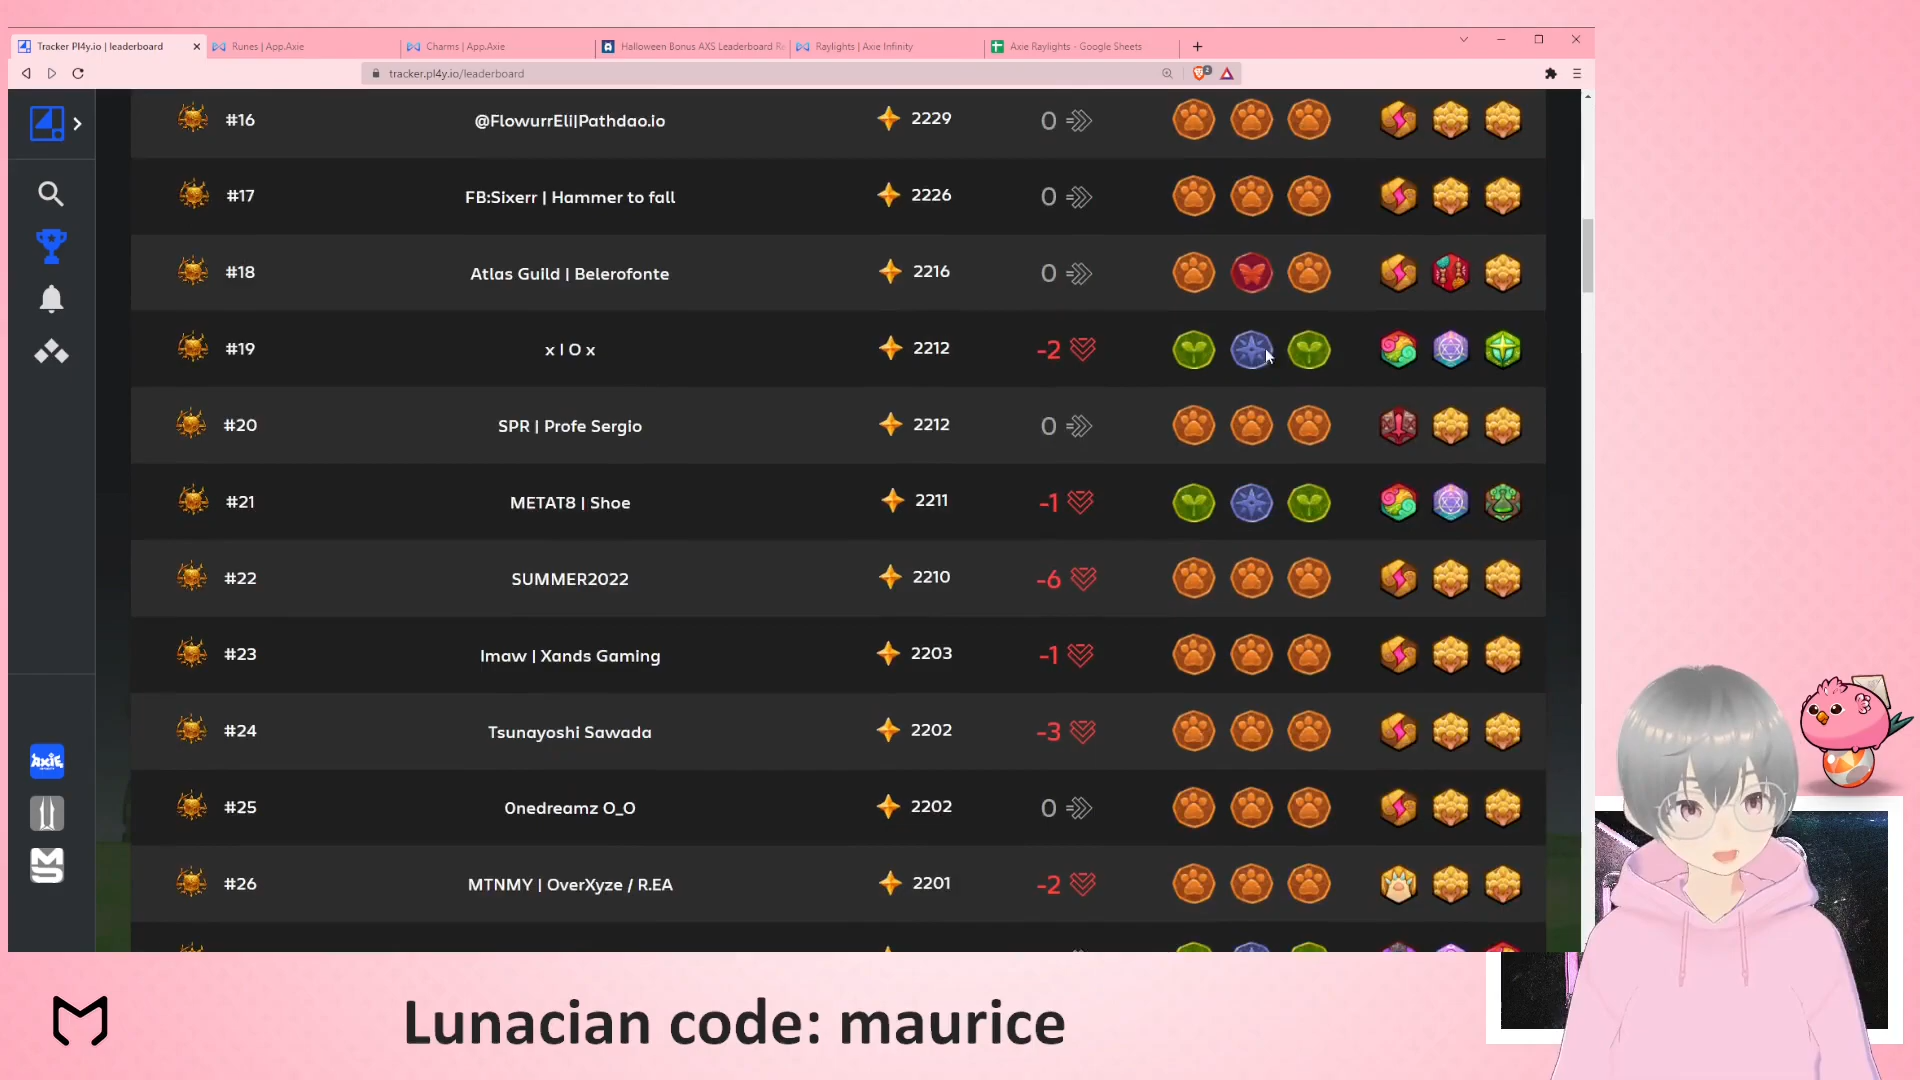 Tracker Pl4y.io | leaderboard
Runes | App.Axie
Charms | App.Axie
Halloween Bonus AXS Leaderboard R
Raylights | Axie Infinity
Axie Raylights - Google Sheets
tracker.pl4y.io/leaderboard
2
#16 @FlowurrEli|Pathdao.io 2229 0
#17 FB:Sixerr | Hammer to fall 2226 0
#18 Atlas Guild | Belerofonte 2216 0
#19 x l O x 2212 -2
#20 SPR | Profe Sergio 2212 0
#21 METAT8 | Shoe 2211 -1
#22 SUMMER2022 2210 -6
#23 Imaw | Xands Gaming 2203 -1
#24 Tsunayoshi Sawada 2202 -3
#25 0nedreamz O_O 2202 0
#26 MTNMY | OverXyze / R.EA 2201 -2
AXIE
Lunacian code: maurice